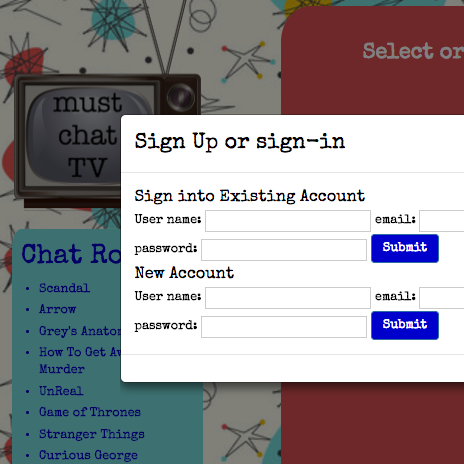 Select or
must
chat
TV
Sign Up or sign-in
Sign into Existing Account
User name: email:
password: Submit
New Account
User name: email:
password: Submit
Chat Ro
Scandal
Arrow
Grey's Anator
How To Get Av
Murder
UnReal
Game of Thrones
Stranger Things
Curious George